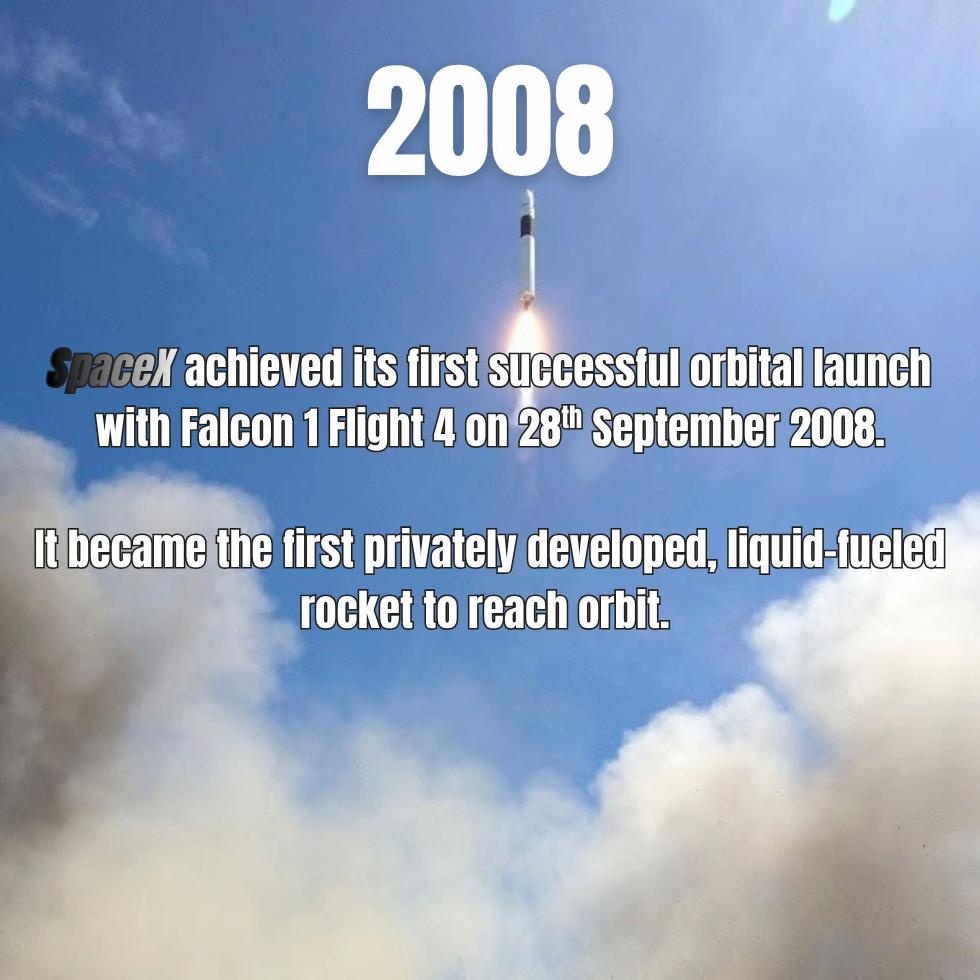 2008
SpaceX achieved its first successful orbital launch
with Falcon 1 Flight 4 on 28th September 2008.
It became the first privately developed, liquid-fueled
rocket to reach orbit.